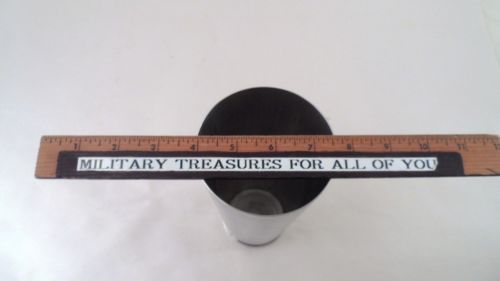 1 2 3 4 5 6 7 8 9 10 11
MILITARY TREASURES FOR ALL OF YOU